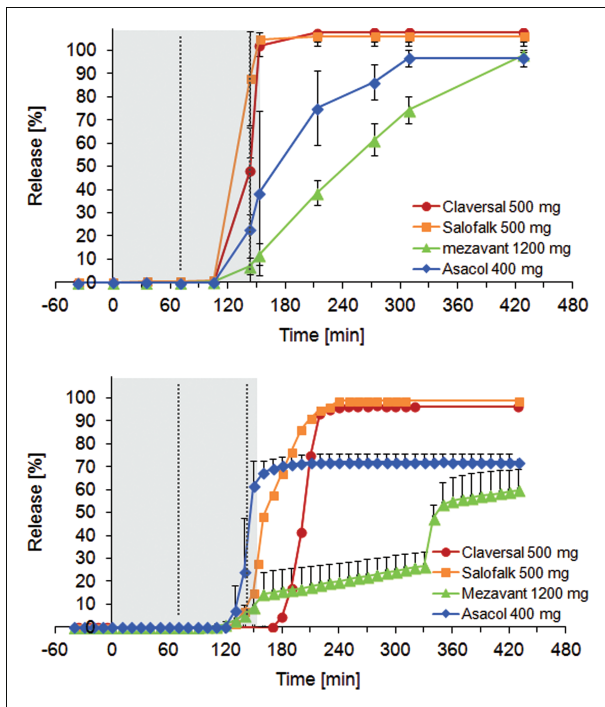 100
90
80
70
60
50
40
30
20
10
0
Release [%]
Claversal 500 mg
Salofalk 500 mg
mezavant 1200 mg
Asacol 400 mg
-60 0 60 120 180 240 300 360 420 480
Time [min]
100
90
80
70
60
50
40
30
20
10
0
Release [%]
Claversal 500 mg
Salofalk 500 mg
Mezavant 1200 mg
Asacol 400 mg
-60 0 60 120 180 240 300 360 420 480
Time [min]